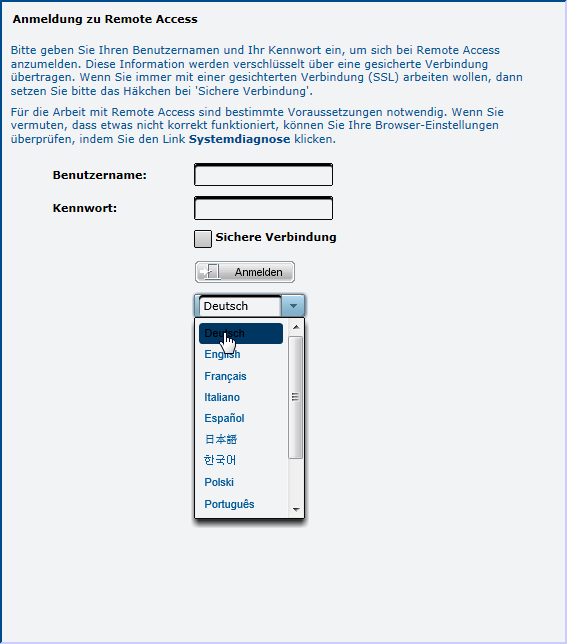 Anmeldung zu Remote Access
Bitte geben Sie Ihren Benutzernamen und Ihr Kennwort ein, um sich bei Remote Access
anzumelden. Diese Information werden verschlüsselt über eine gesicherte Verbindung
übertragen. Wenn Sie immer mit einer gesichterten Verbindung (SSL) arbeiten wollen, dann
setzen Sie bitte das Häkchen bei 'Sichere Verbindung'.
Für die Arbeit mit Remote Access sind bestimmte Voraussetzungen notwendig. Wenn Sie
vermuten, dass etwas nicht korrekt funktioniert, können Sie Ihre Browser-Einstellungen
überprüfen, indem Sie den Link Systemdiagnose klicken.
Benutzername:
Kennwort:
Sichere Verbindung
Anmelden
Deutsch
Deutsch
English
Français
Italiano
Español
日本語
한국어
Polski
Português